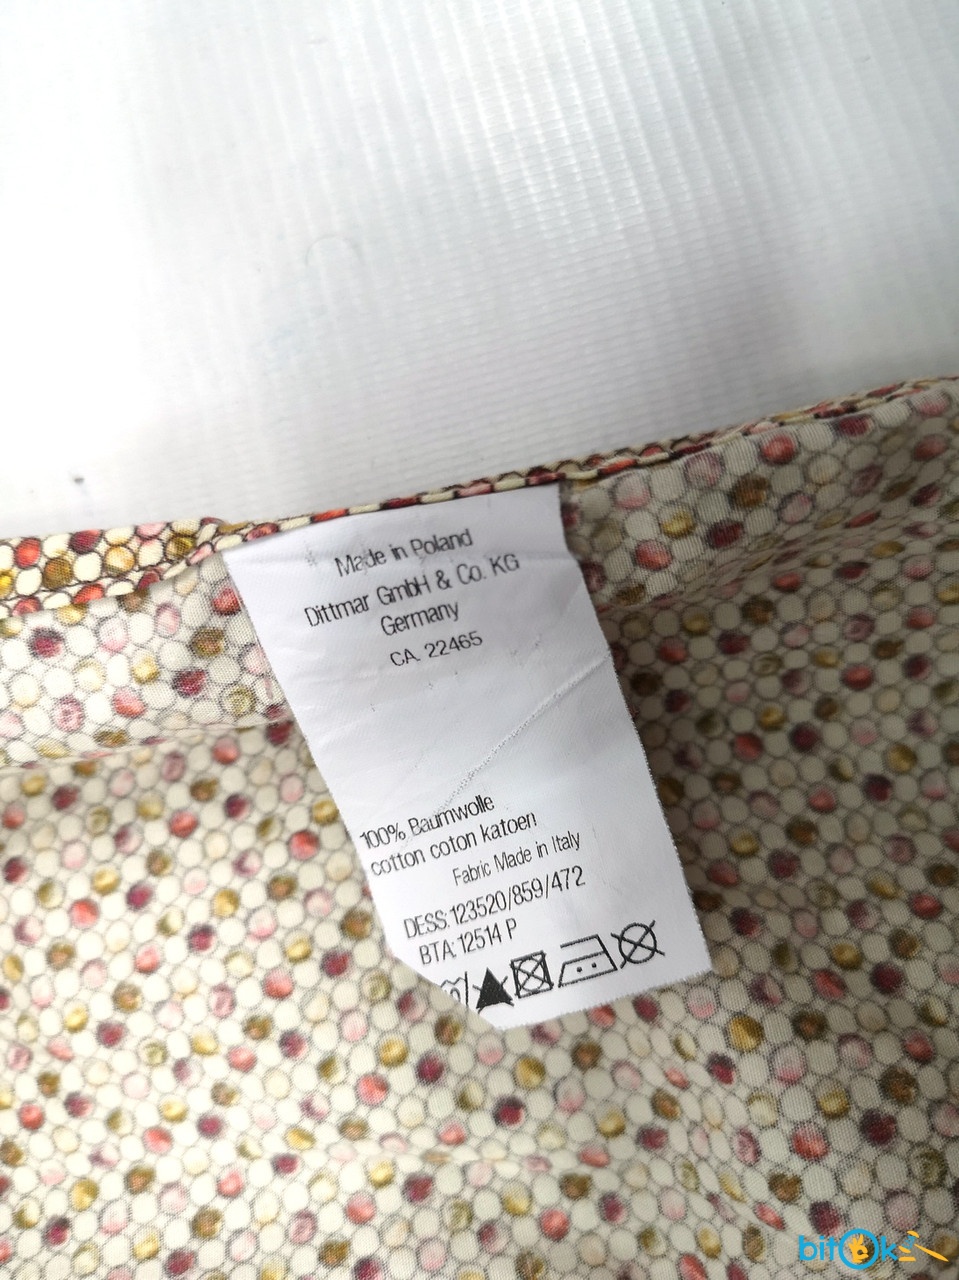 Made in Poland
Dittmar GmbH & Co. KG
Germany
CA. 22465
100% Baumwolle
cotton coton katoen
Fabric Made in Italy
DESS: 123520/859/472
BTA: 12514 P
bitOk